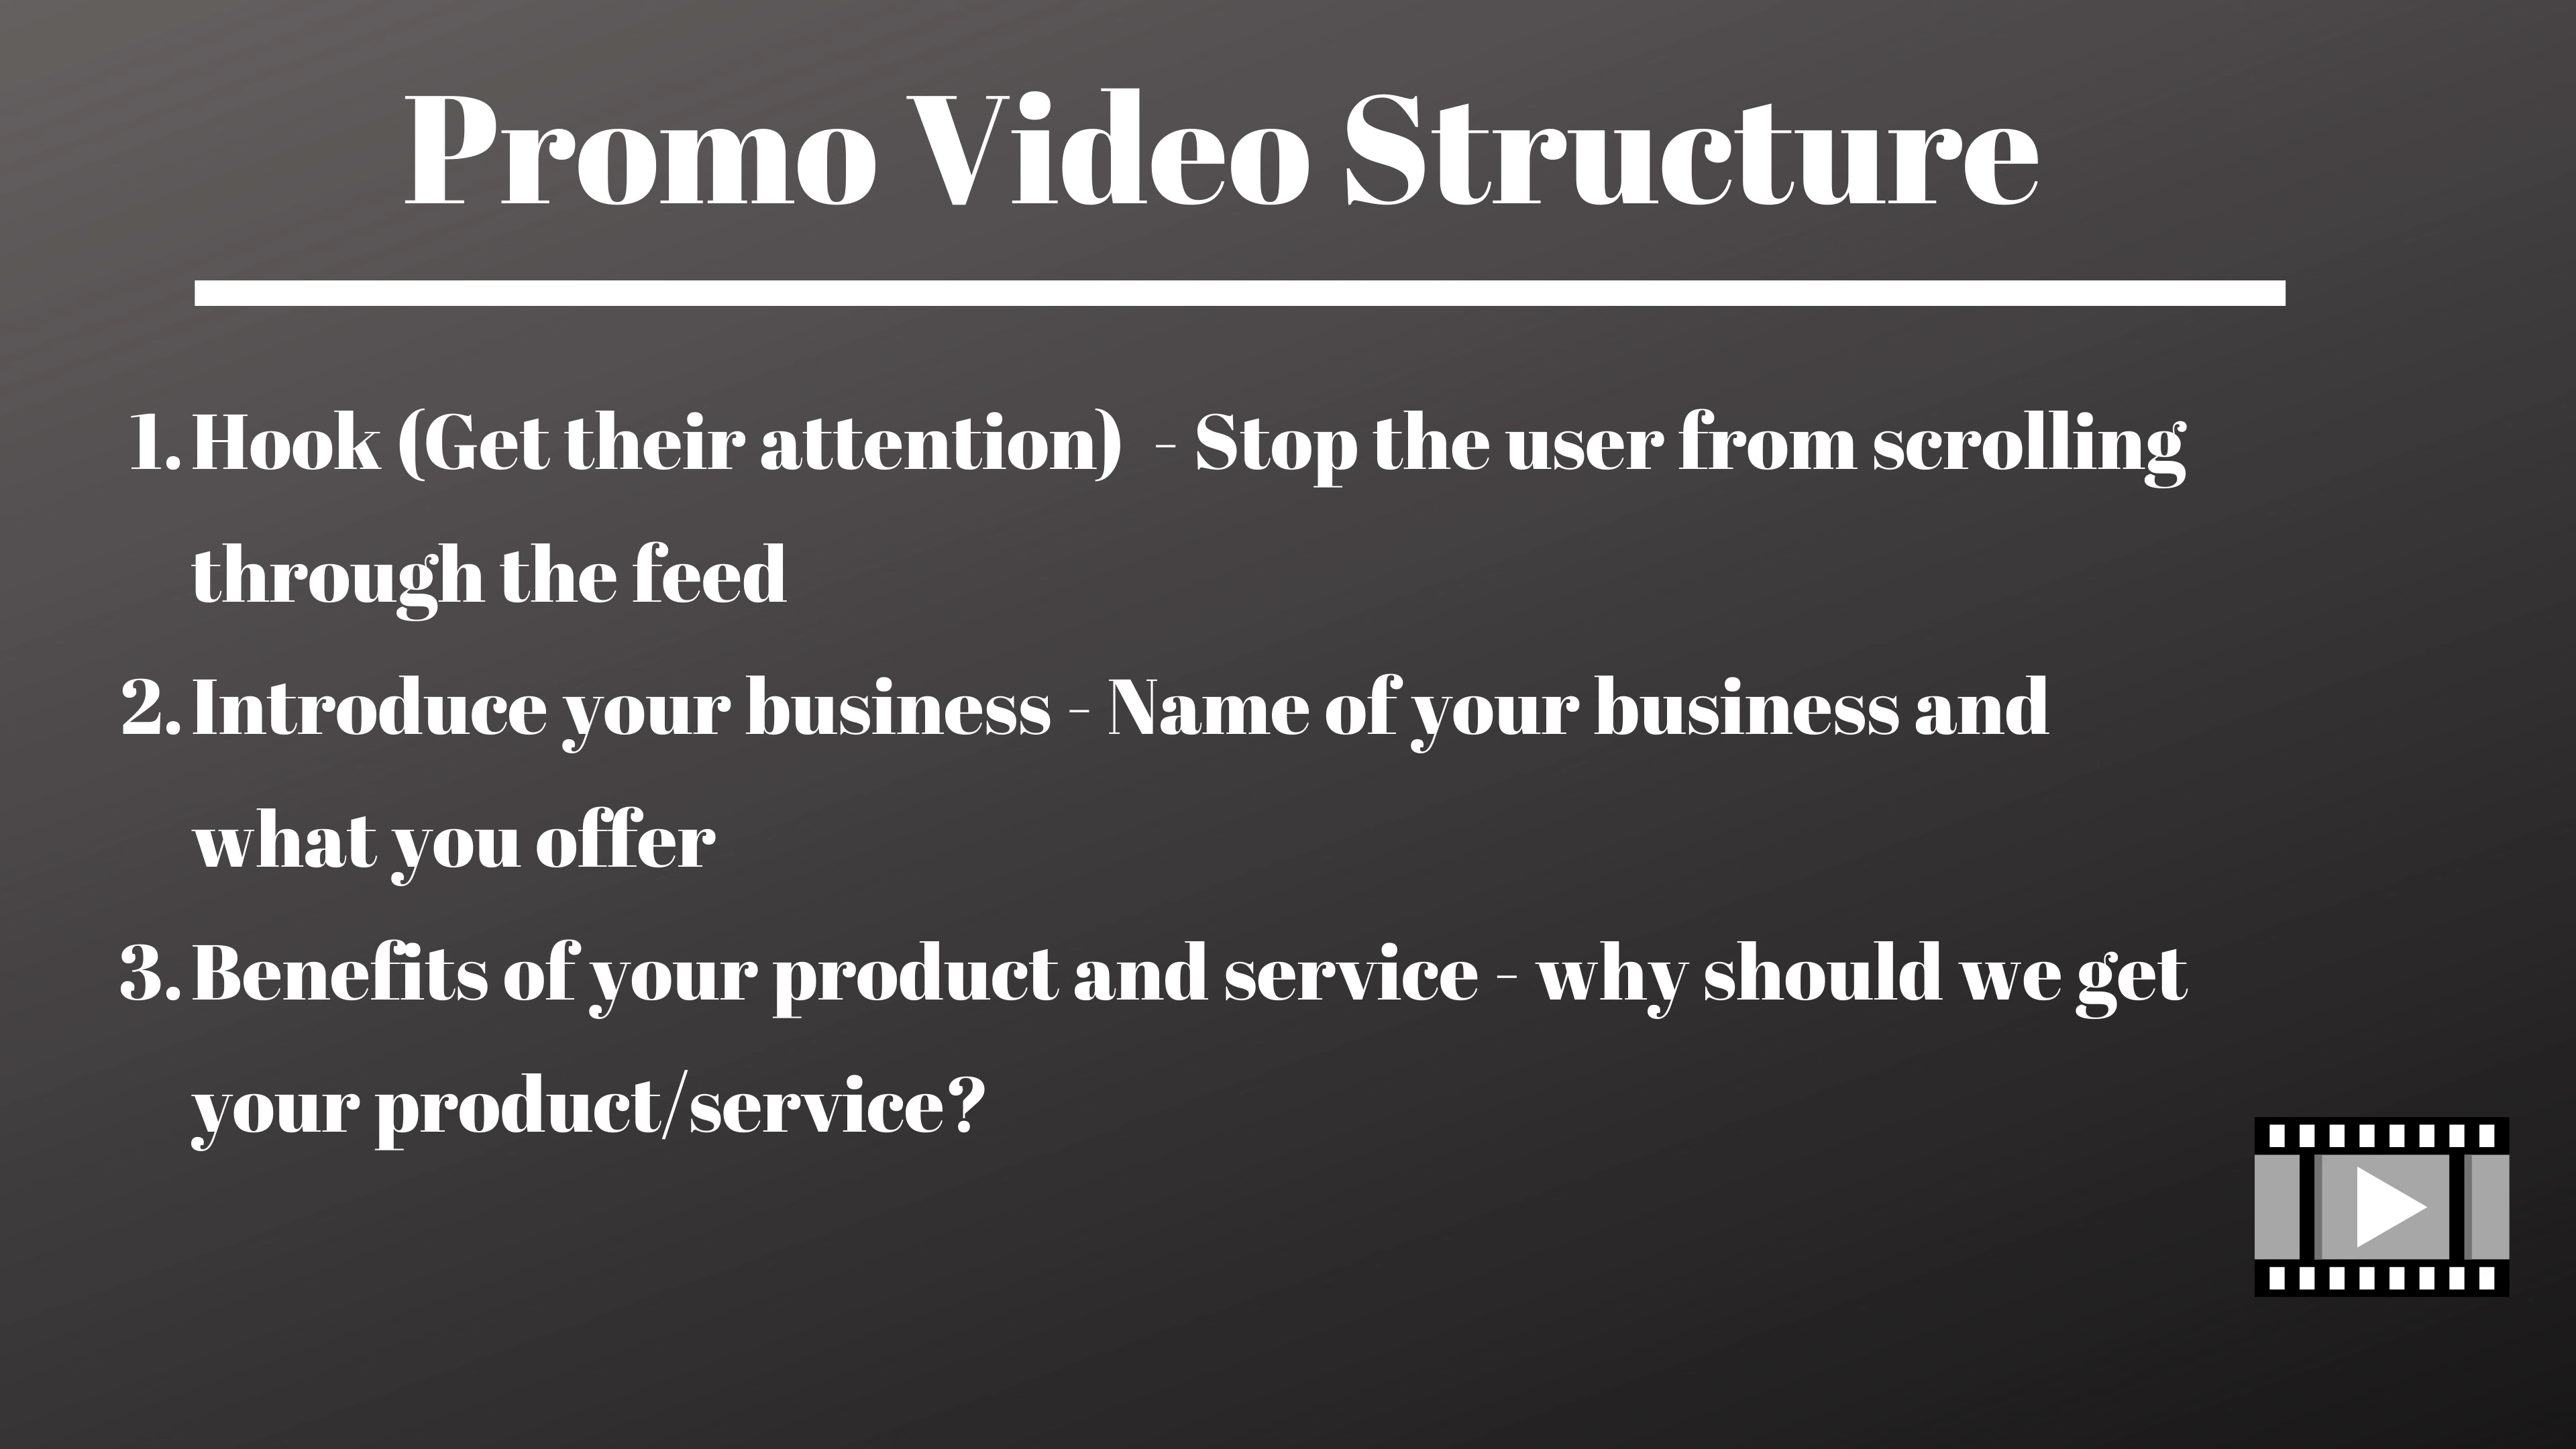 Promo Video Structure
1. Hook (Get their attention)  - Stop the user from scrolling
through the feed
2. Introduce your business - Name of your business and
what you offer
3. Benefits of your product and service - why should we get
your product/service?